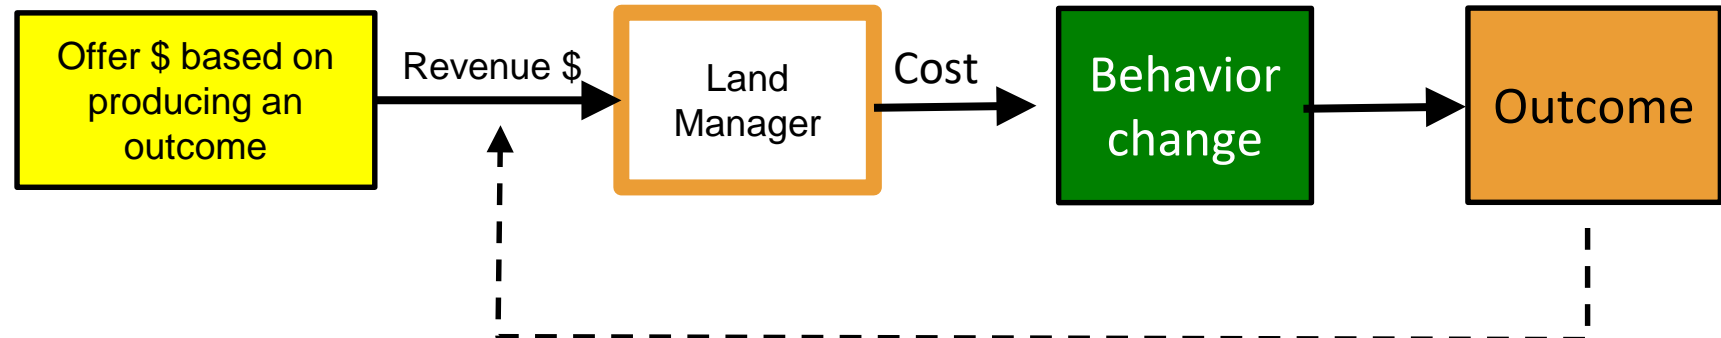 Offer $ based on
producing an
outcome
Revenue $
Land
Manager
Cost
Behavior
change
Outcome